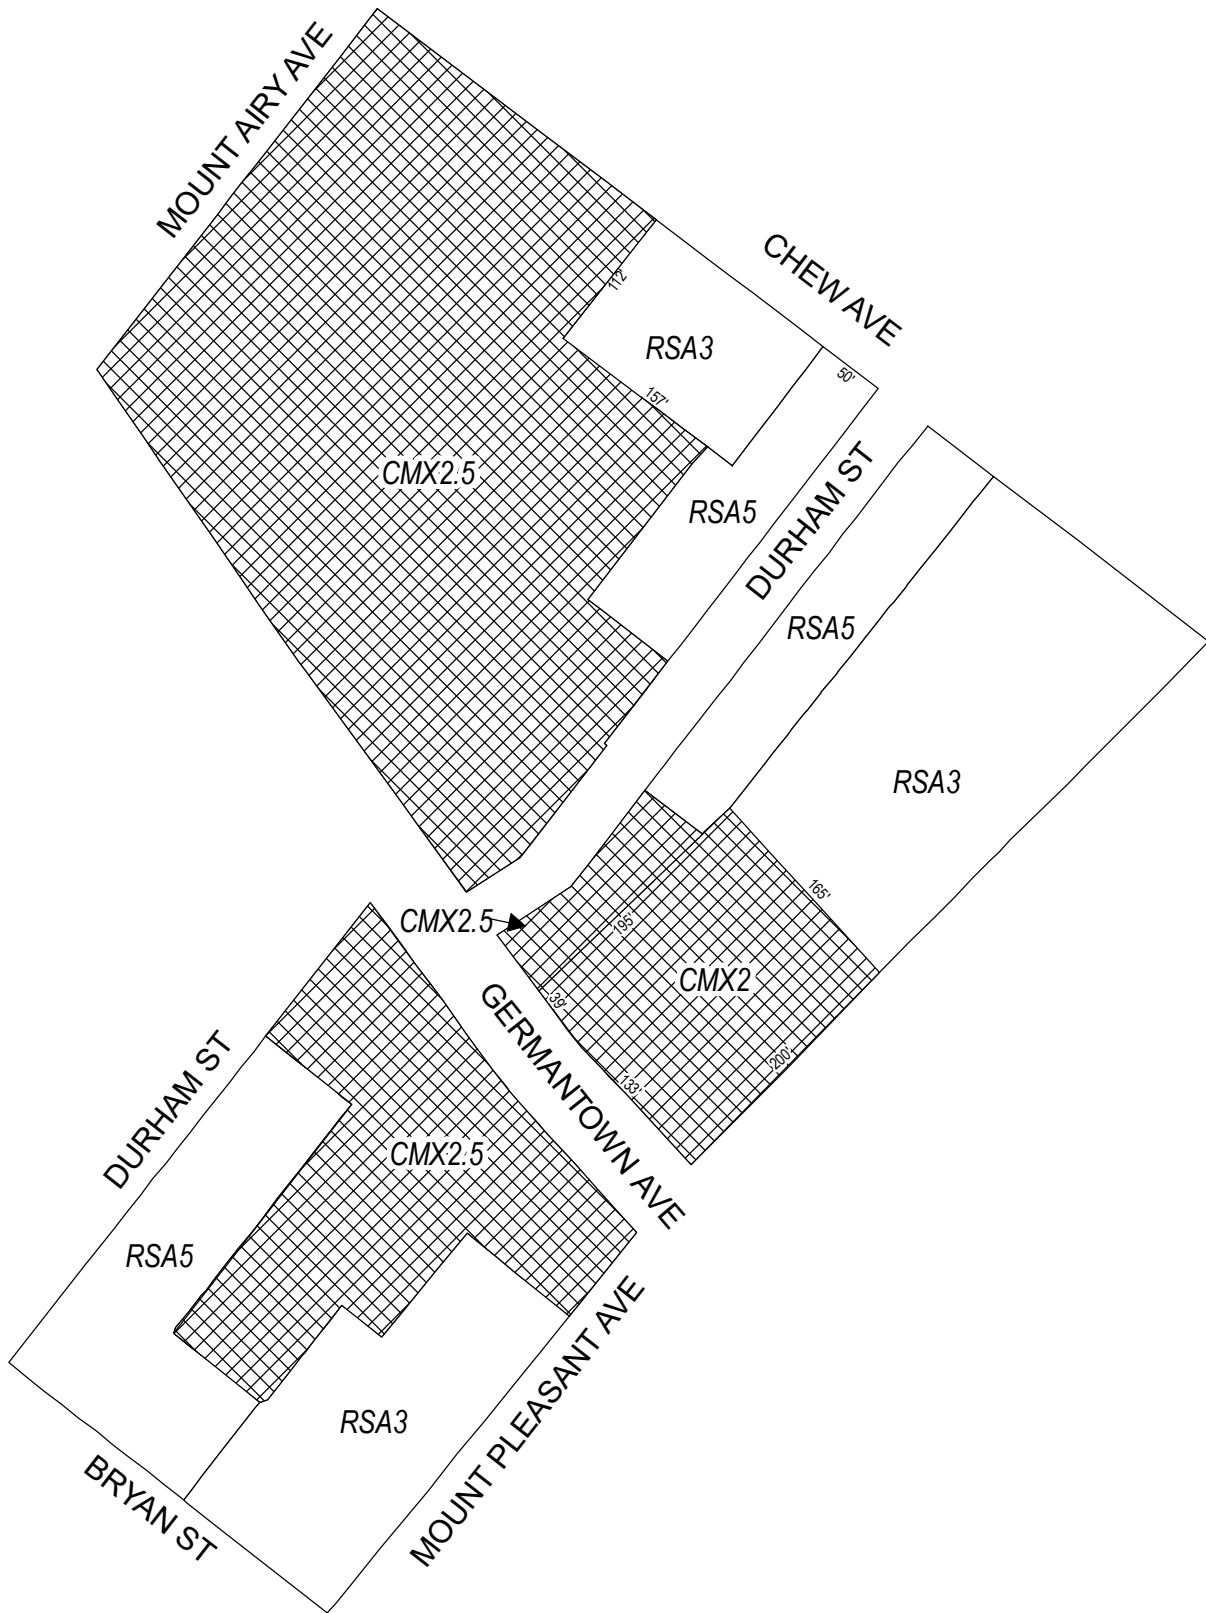 MOUNT AIRY AVE
CHEW AVE
112'
RSA3
50'
157'
CMX2.5
RSA5
DURHAM ST
RSA5
RSA3
165'
CMX2.5
195'
CMX2
39'
GERMANTOWN AVE
200'
133'
DURHAM ST
CMX2.5
RSA5
MOUNT PLEASANT AVE
RSA3
BRYAN ST